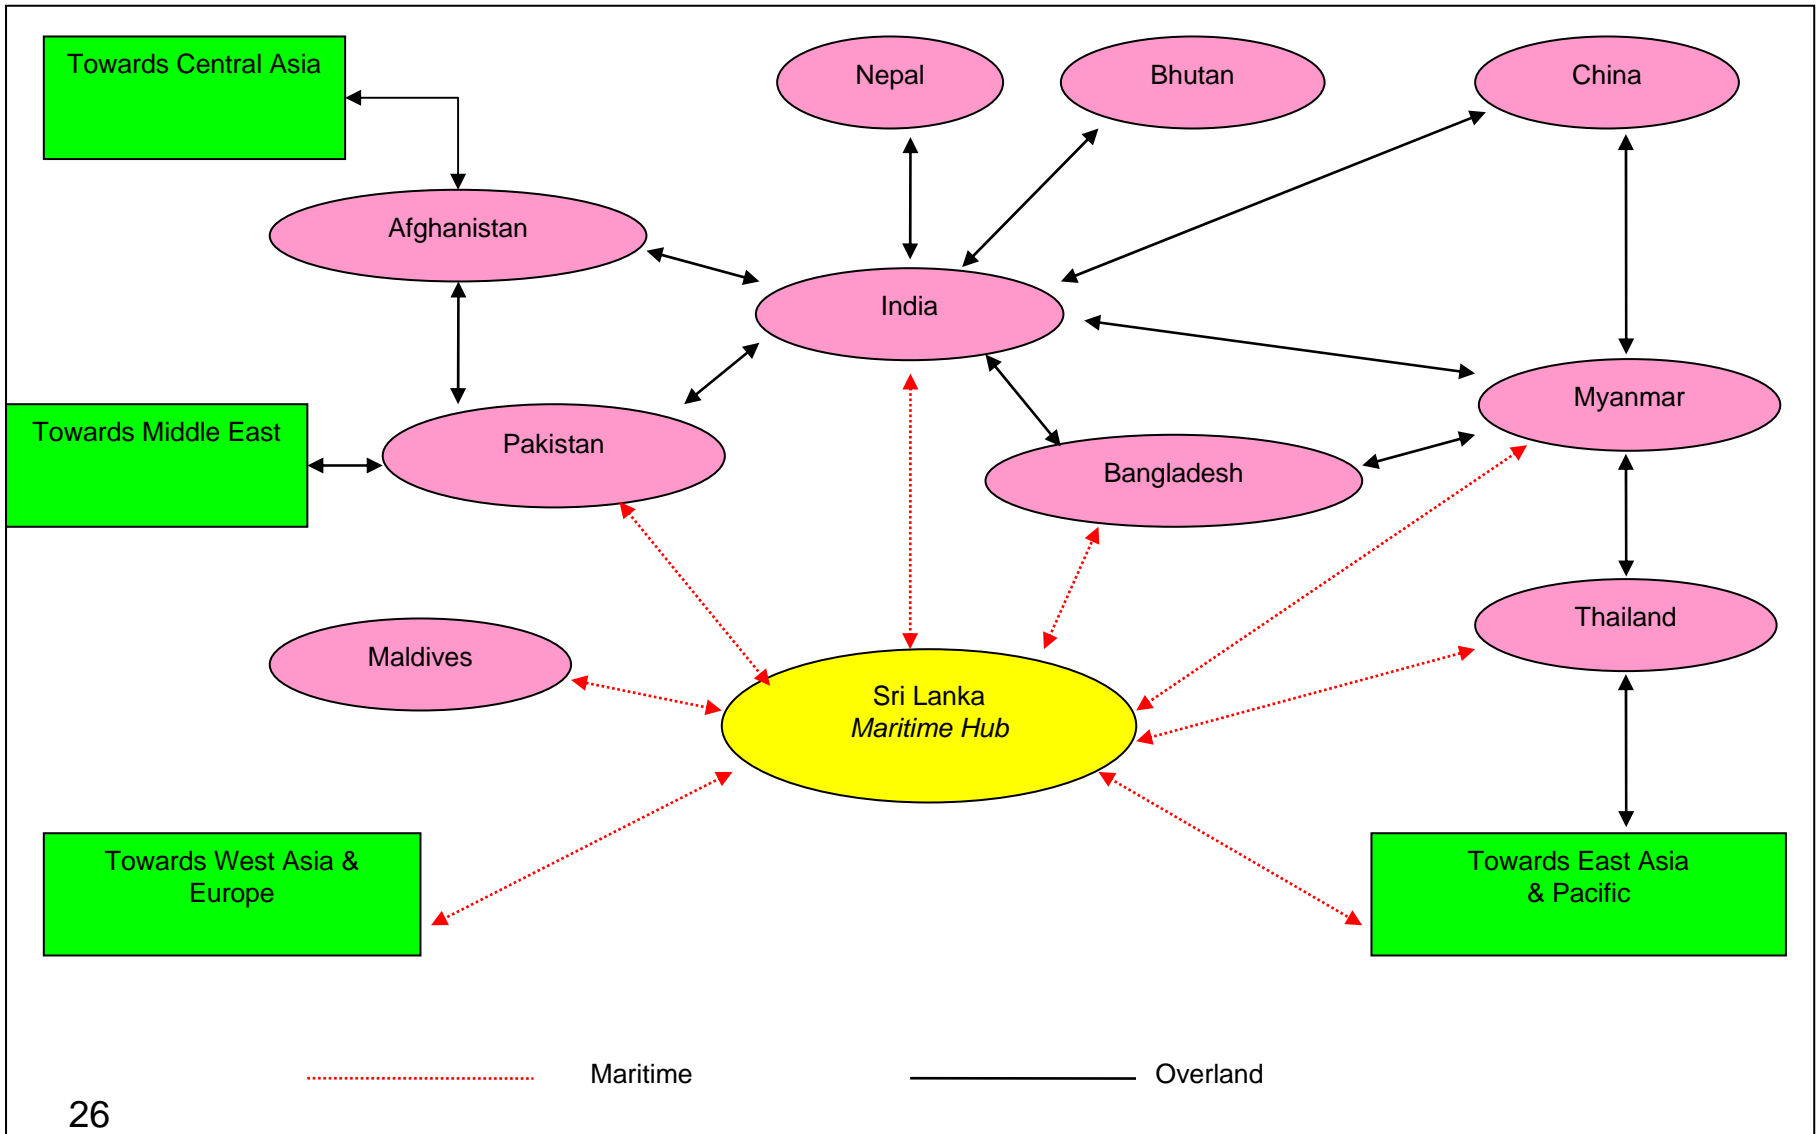 Towards Central Asia
Nepal
Bhutan
China
Afghanistan
India
Towards Middle East
Pakistan
Myanmar
Bangladesh
Maldives
Thailand
Sri Lanka
Maritime Hub
Towards West Asia &
Europe
Towards East Asia
& Pacific
Maritime
Overland
26